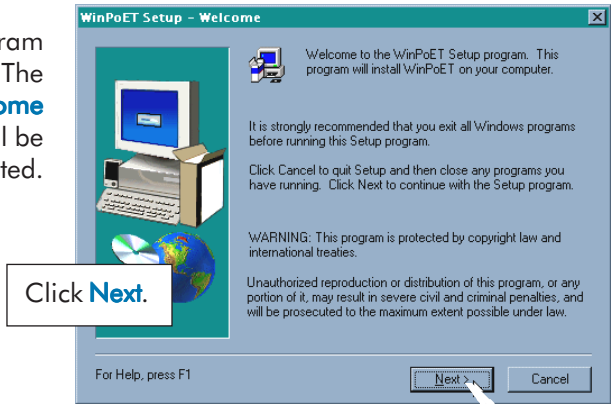 ram
The
ome
l be
ted.
WinPoET Setup - Welcome
Welcome to the WinPoET Setup program. This
program will install WinPoET on your computer.
It is strongly recommended that you exit all Windows programs
before running this Setup program.
Click Cancel to quit Setup and then close any programs you
have running. Click Next to continue with the Setup program.
WARNING: This program is protected by copyright law and
international treaties.
Unauthorized reproduction or distribution of this program, or any
portion of it, may result in severe civil and criminal penalties, and
will be prosecuted to the maximum extent possible under law.
Click Next.
For Help, press F1
Next >
Cancel